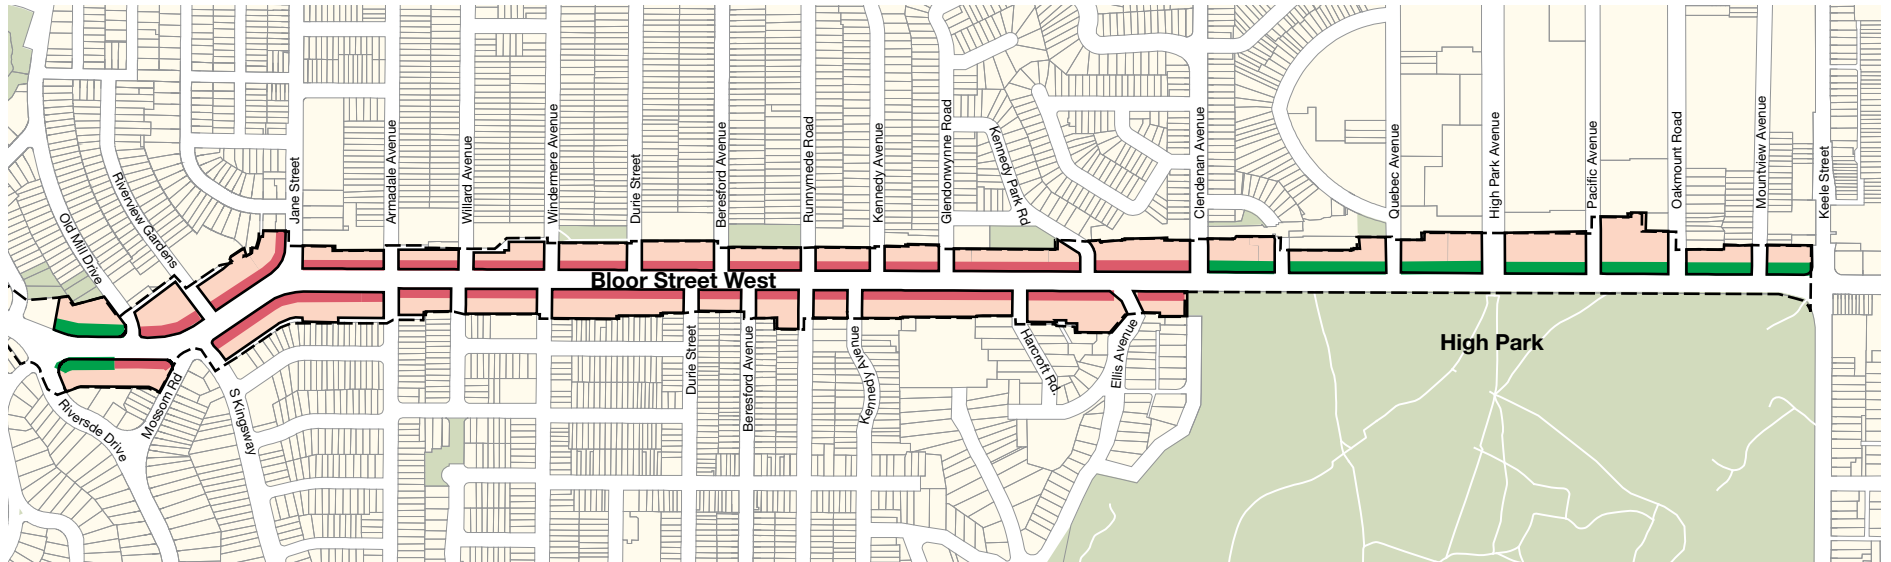 Old Mill Drive
Riverview Gardens
Jane Street
Armadale Avenue
Willard Avenue
Windermere Avenue
Durie Street
Beresford Avenue
Runnymede Road
Kennedy Avenue
Glendonwynne Road
Kennedy Park Rd
Clendenan Avenue
Quebec Avenue
High Park Avenue
Pacific Avenue
Oakmount Road
Mountview Avenue
Keele Street
Bloor Street West
High Park
Riversde Drive
Mossom Rd
S Kingsway
Durie Street
Beresford Avenue
Kennedy Avenue
Harcroft Rd.
Ellis Avenue